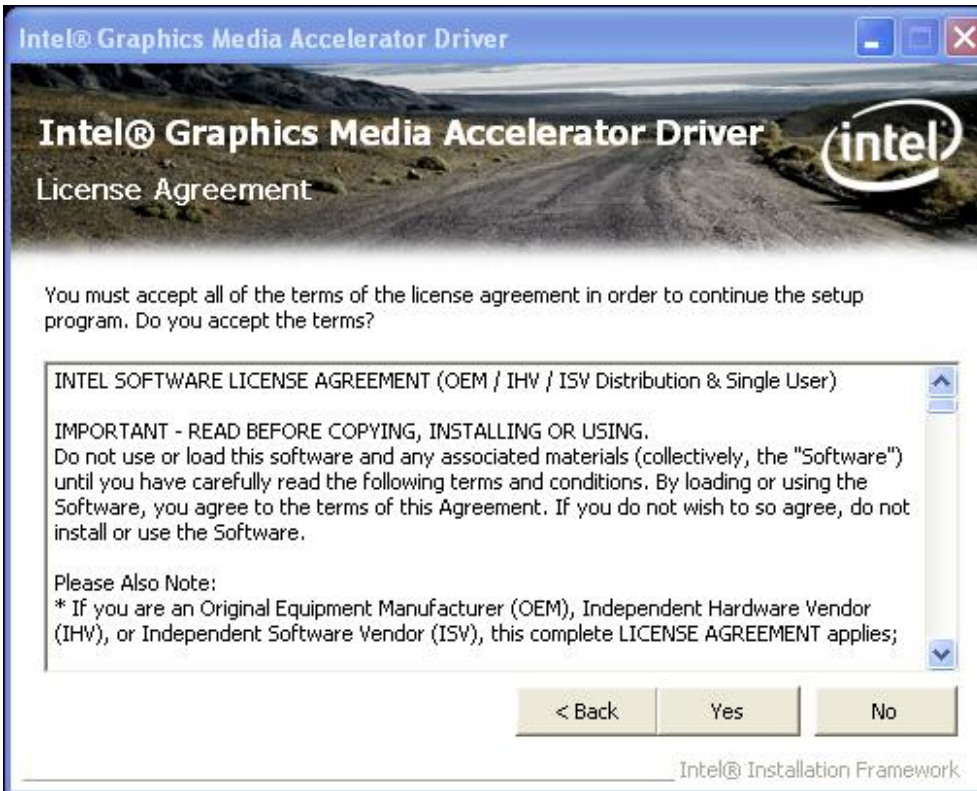 Intel® Graphics Media Accelerator Driver
Intel® Graphics Media Accelerator Driver
intel
License Agreement
You must accept all of the terms of the license agreement in order to continue the setup
program. Do you accept the terms?
INTEL SOFTWARE LICENSE AGREEMENT (OEM / IHV / ISV Distribution & Single User)
IMPORTANT - READ BEFORE COPYING, INSTALLING OR USING.
Do not use or load this software and any associated materials (collectively, the "Software")
until you have carefully read the following terms and conditions. By loading or using the
Software, you agree to the terms of this Agreement. If you do not wish to so agree, do not
install or use the Software.
Please Also Note:
* If you are an Original Equipment Manufacturer (OEM), Independent Hardware Vendor
(IHV), or Independent Software Vendor (ISV), this complete LICENSE AGREEMENT applies;
< Back Yes No
Intel® Installation Framework